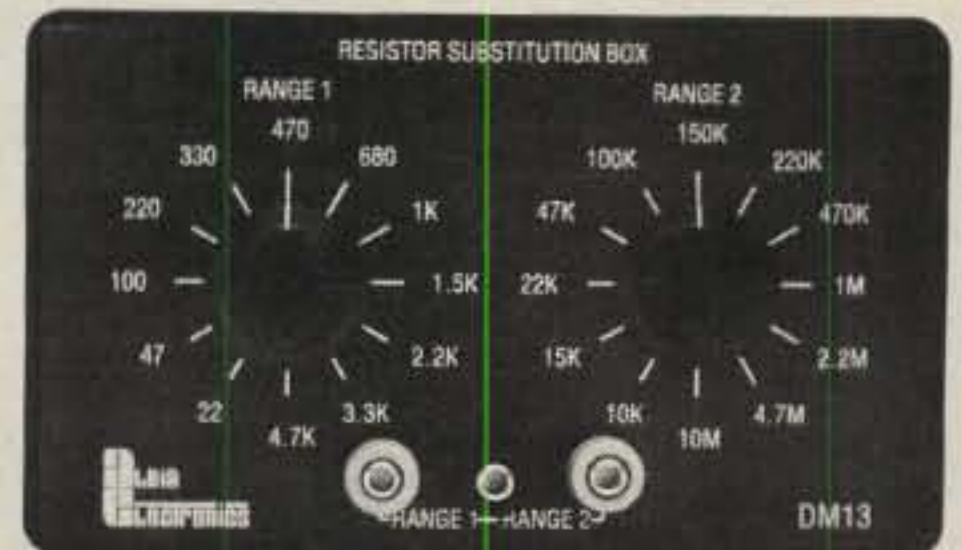 RESISTOR SUBSTITUTION BOX
RANGE 1
470
330
680
220
1K
100
1.5K
47
2.2K
22
3.3K
4.7K
RANGE 2
150K
100K
220K
47K
470K
22K
1M
15K
2.2M
10K
4.7M
10M
RANGE 1 — RANGE 2
DM13